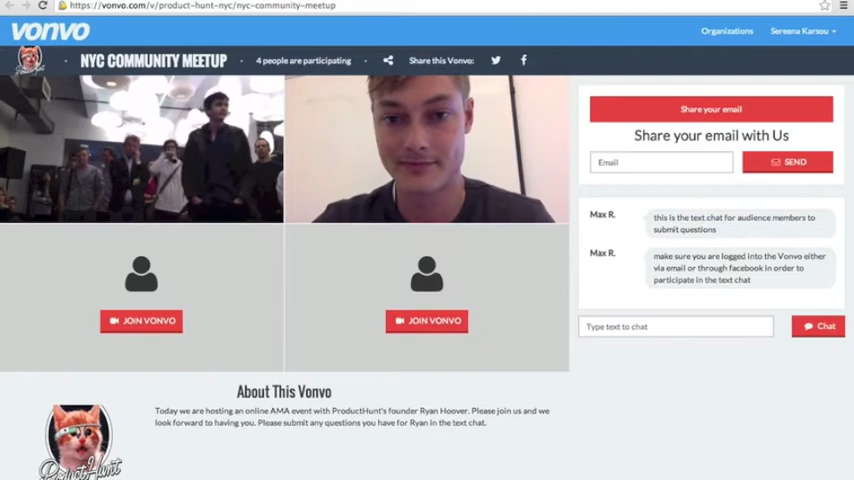 https://vonvo.com/v/product-hunt-nyc/nyc-community-meetup
vonvo
Organizations
Sereena Karsou
NYC COMMUNITY MEETUP
4 people are participating
Share this Vonvo:
Share your email
Share your email with Us
Email
SEND
Max R.
this is the text chat for audience members to
submit questions
Max R.
make sure you are logged into the Vonvo either
via email or through facebook in order to
participate in the text chat
JOIN VONVO
JOIN VONVO
Type text to chat
Chat
About This Vonvo
Today we are hosting an online AMA event with ProductHunt's founder Ryan Hoover. Please join us and we
look forward to having you. Please submit any questions you have for Ryan in the text chat.
ProductHunt